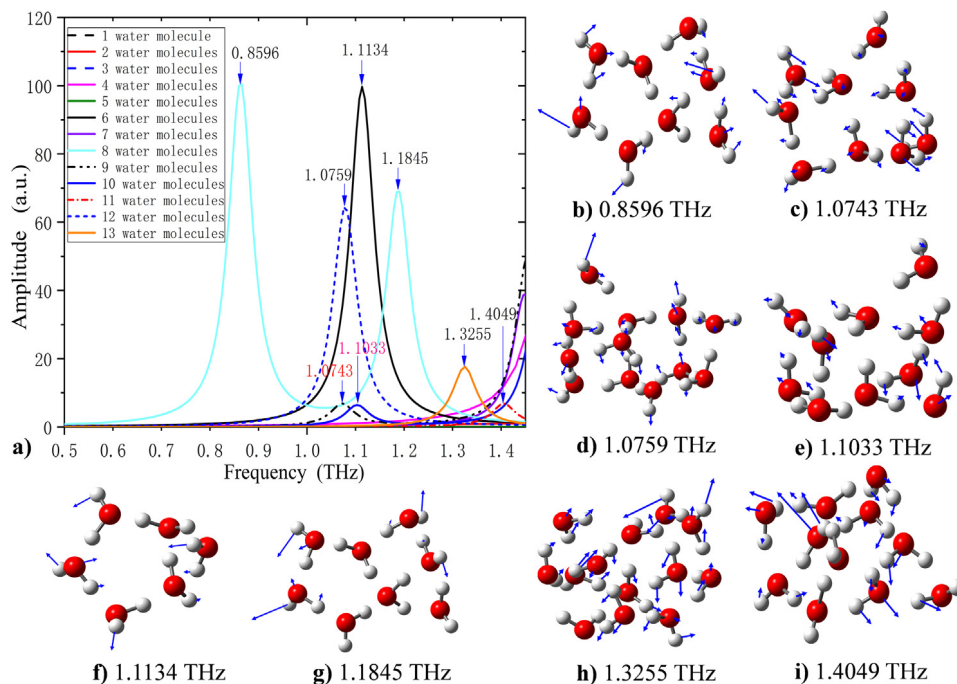 120
100
80
60
40
20
0
Amplitude (a.u.)
1 water molecule
2 water molecules
3 water molecules
4 water molecules
5 water molecules
6 water molecules
7 water molecules
8 water molecules
9 water molecules
10 water molecules
11 water molecules
12 water molecules
13 water molecules
0.8596
1.1134
1.0759
1.1845
1.4049
1.3255
1.1033
1.0743
0.5 0.6 0.7 0.8 0.9 1.0 1.1 1.2 1.3 1.4
a)
Frequency (THz)
b) 0.8596 THz
c) 1.0743 THz
d) 1.0759 THz
e) 1.1033 THz
f) 1.1134 THz
g) 1.1845 THz
h) 1.3255 THz
i) 1.4049 THz